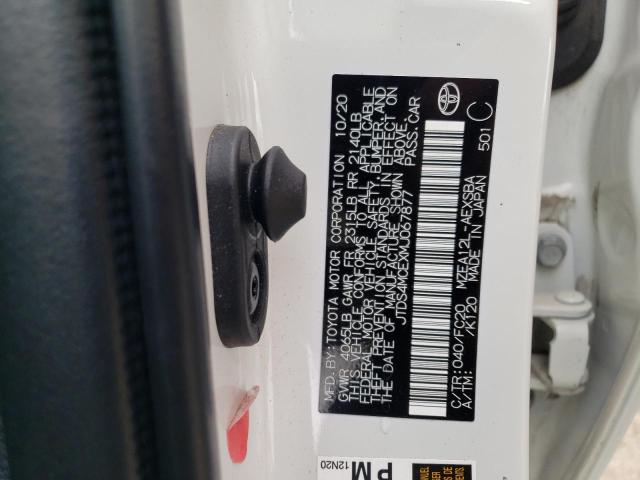 MFD. BY: TOYOTA MOTOR CORPORATION 10/20
GVWR 4065LB GAWR FR 2315LB RR 2140LB
THIS VEHICLE CONFORMS TO ALL APPLICABLE
FEDERAL MOTOR VEHICLE SAFETY, BUMPER, AND
THEFT PREVENTION STANDARDS IN EFFECT ON
THE DATE OF MANUFACTURE SHOWN ABOVE.
JTDS4MCEXMJ067877 PASS. CAR
C/TR: 040/FC20 MZEA12L-AEXSBA
A/TM: /K120 MADE IN JAPAN
501 C
12N20
PM